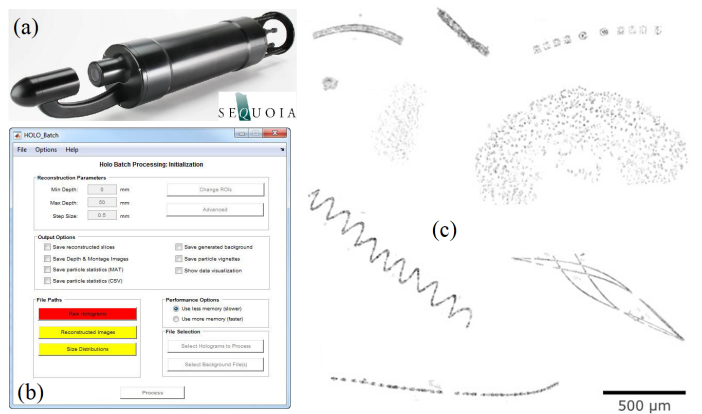 (a)
SEQUOIA
HOLO_Batch
File Options Help
Holo Batch Processing: Initialization
Reconstruction Parameters
Min Depth: 0 mm
Max Depth: 50 mm
Step Size: 0.5 mm
Change ROIs
Advanced
Output Options
Save reconstructed slices
Save Depth & Montage Images
Save particle statistics (MAT)
Save particle statistics (CSV)
Save generated background
Save particle vignettes
Show data visualization
File Paths
Raw Holograms
Reconstructed Images
Size Distributions
Performance Options
Use less memory (slower)
Use more memory (faster)
File Selection
Select Holograms to Process
Select Background File(s)
Process
(b)
(c)
500 µm